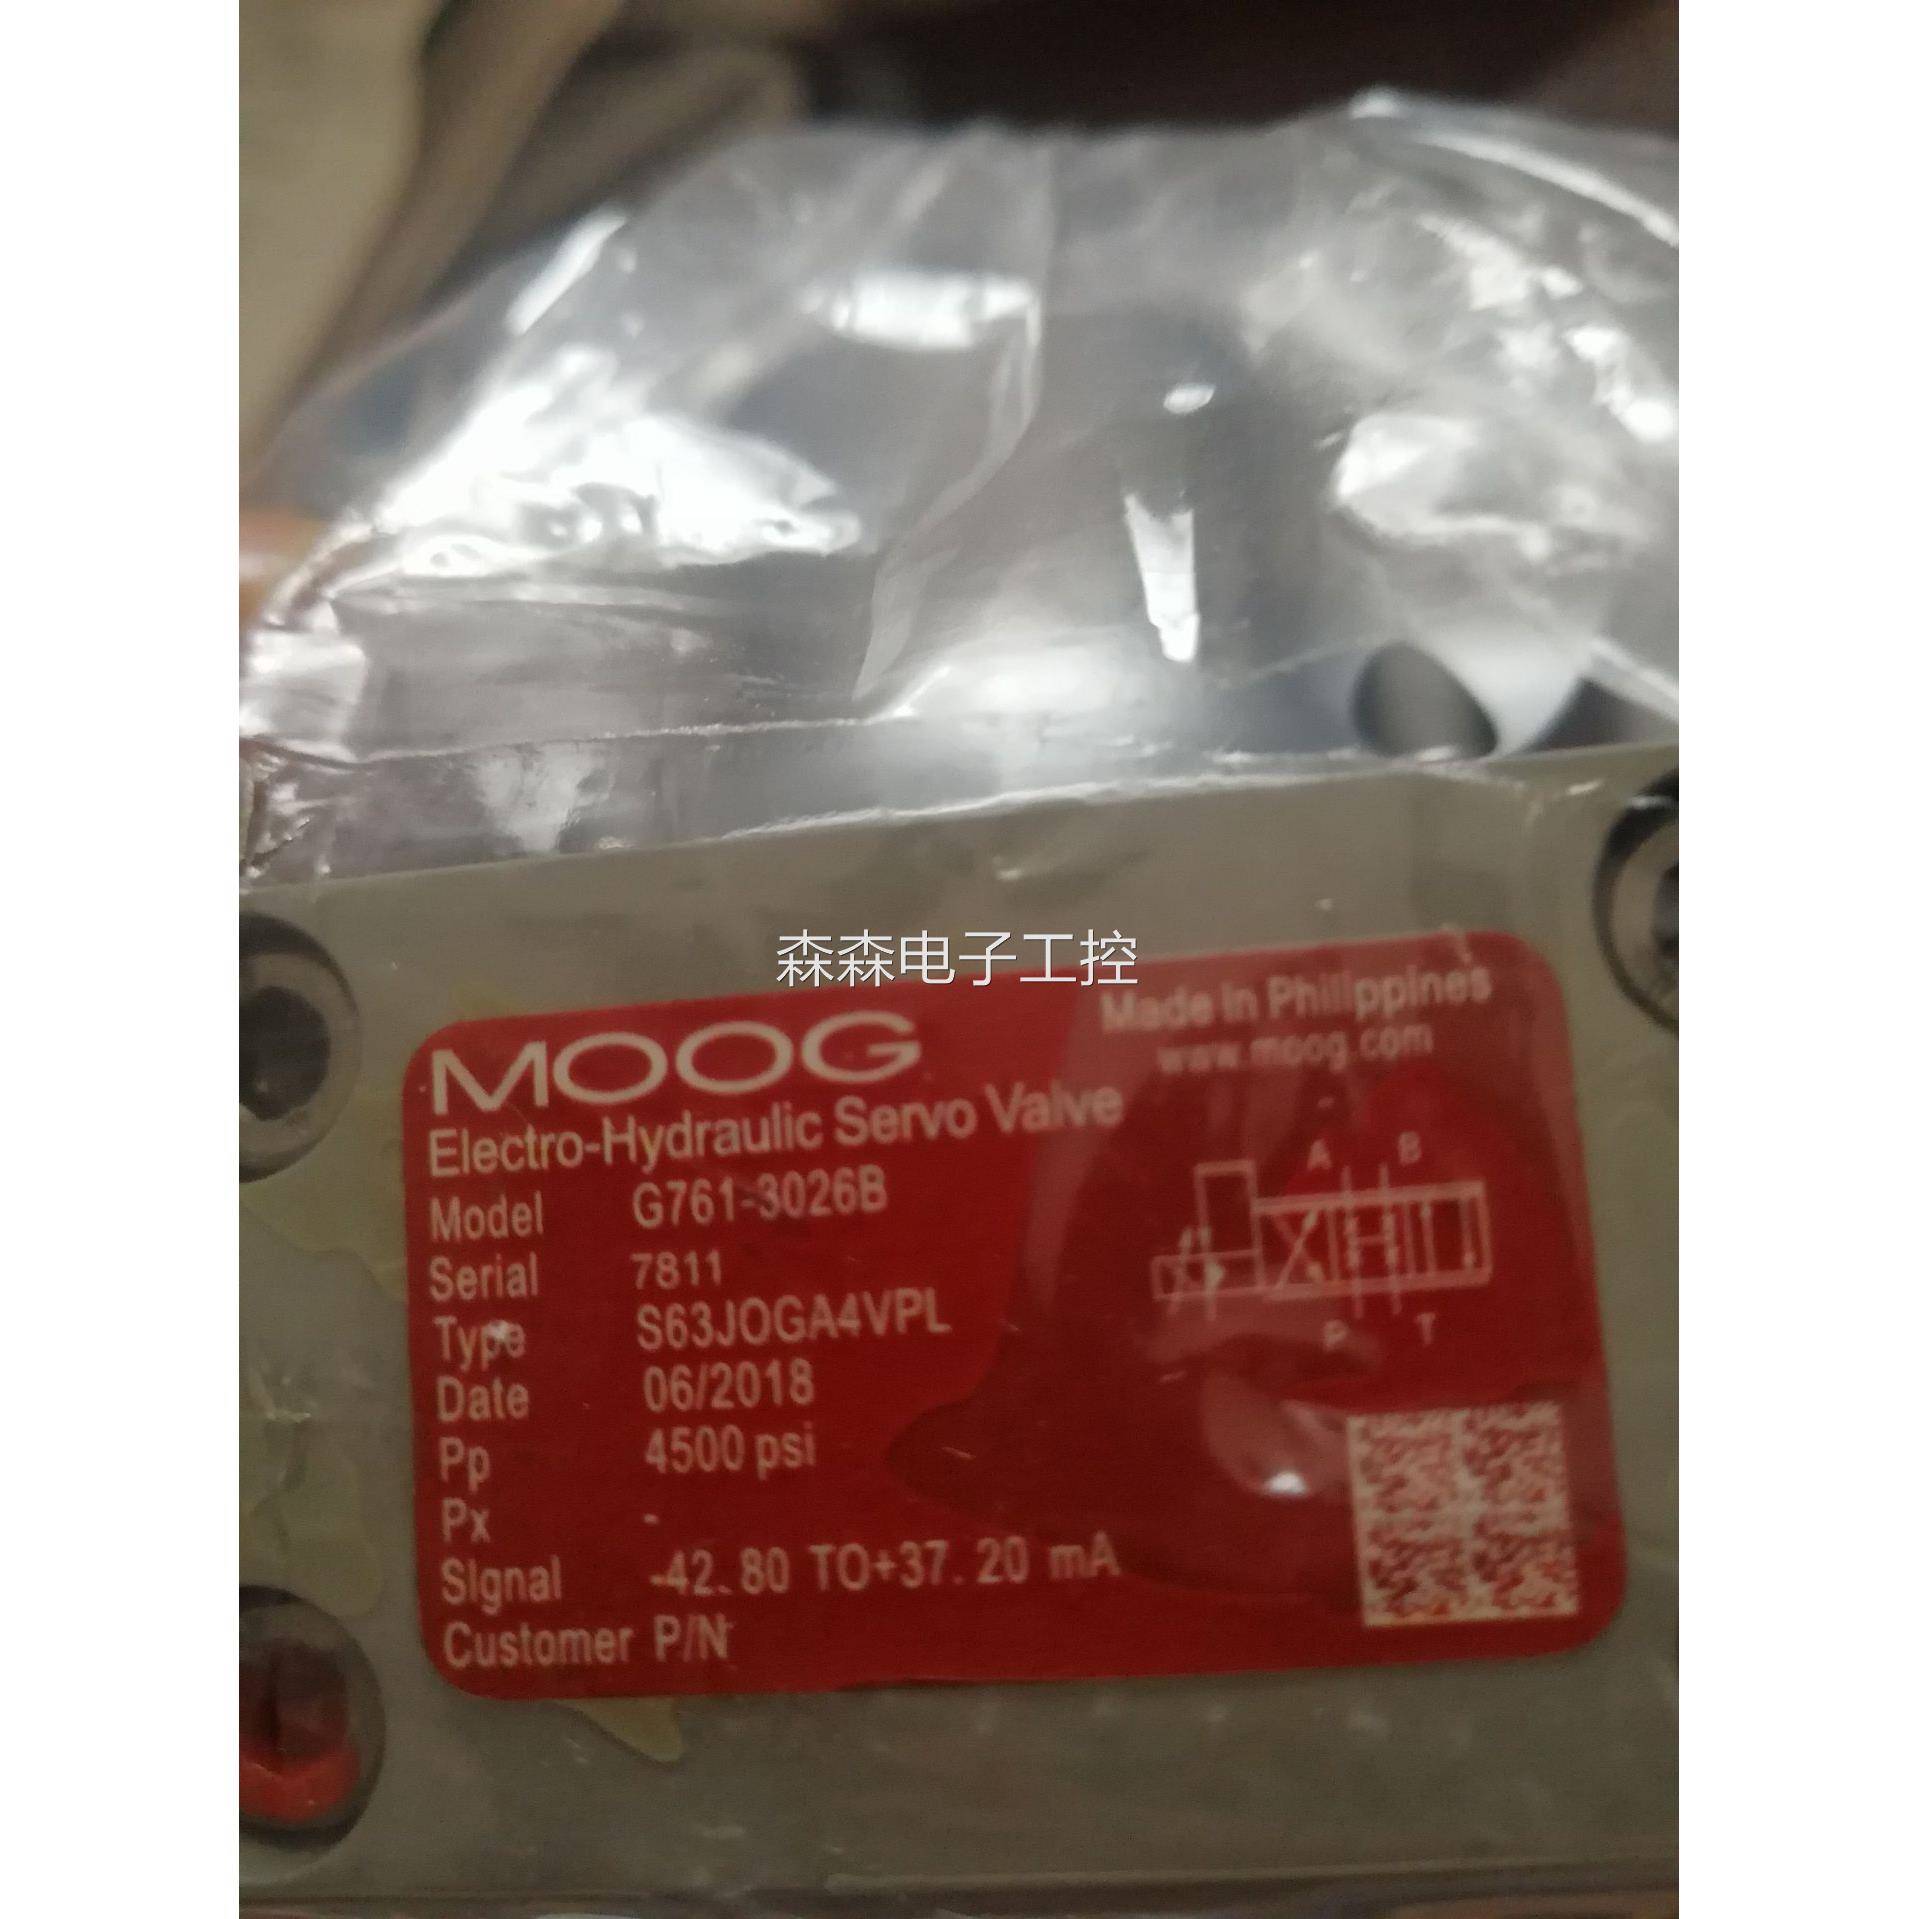 森森电子工控
Made in Philippines
www.moog.com
MOOG
Electro-Hydraulic Servo Valve
Model G761-3026B
Serial 7811
Type S63JOGA4VPL
Date 06/2018
Pp 4500 psi
Px -
Signal -42.80 TO+37.20 mA
Customer P/N
A B
P T